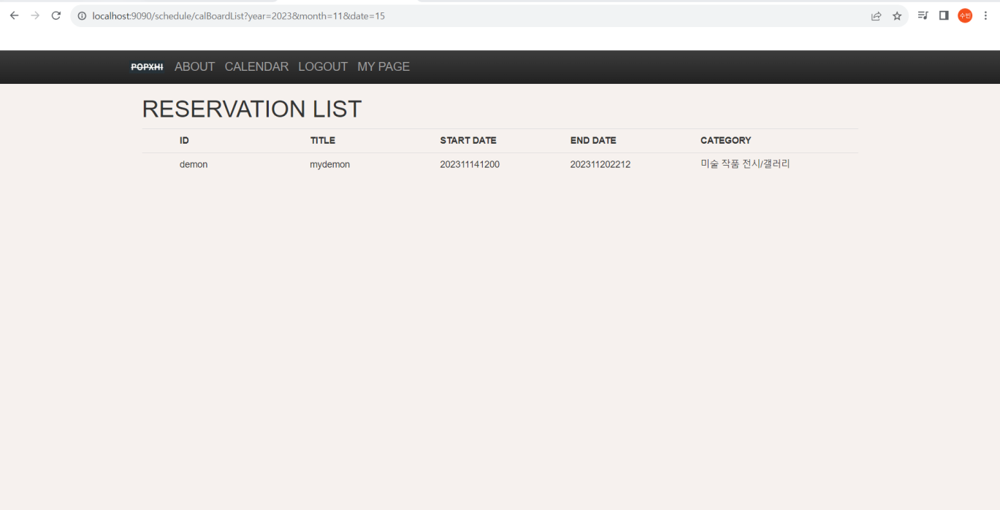 localhost:9090/schedule/calBoardList?year=2023&month=11&date=15
수빈
POPXHI ABOUT CALENDAR LOGOUT MY PAGE
RESERVATION LIST
ID TITLE START DATE END DATE CATEGORY
demon mydemon 202311141200 202311202212 미술 작품 전시/갤러리